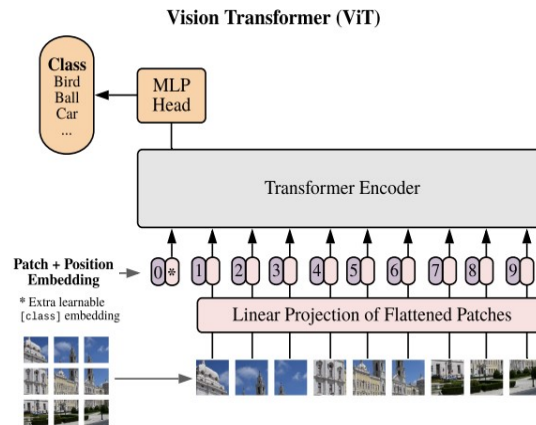 Vision Transformer (ViT)
Class
Bird
Ball
Car
...
MLP
Head
Transformer Encoder
Patch + Position
Embedding
0 * 1 2 3 4 5 6 7 8 9
* Extra learnable
[class] embedding
Linear Projection of Flattened Patches